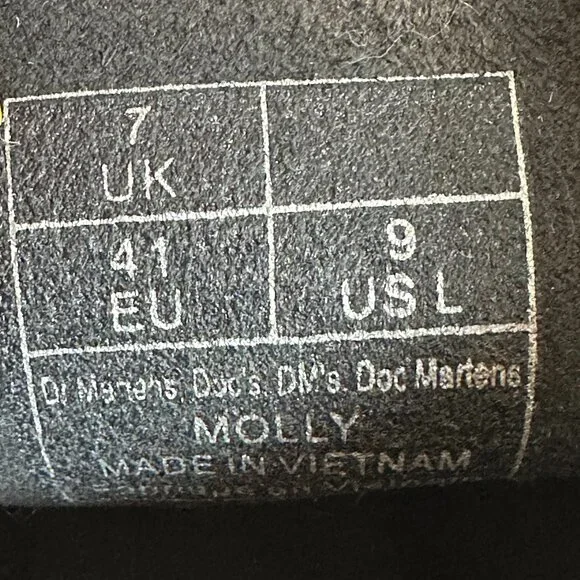 7
UK
41
EU
9
US L
Dr Martens, Doc's, DM's, Doc Martens
MOLLY
MADE IN VIETNAM